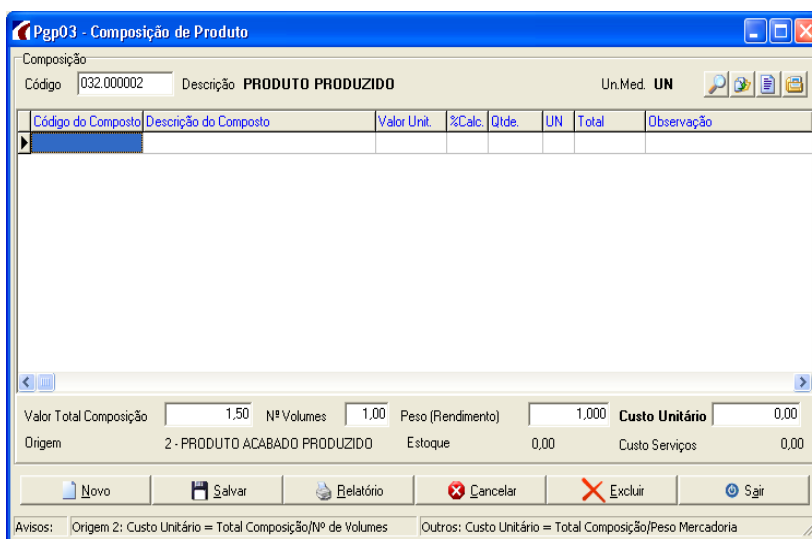 Pgp03 - Composição de Produto
Composição
Código 032.000002 Descrição PRODUTO PRODUZIDO Un.Med. UN
Código do Composto Descrição do Composto Valor Unit. %Calc. Qtde. UN Total Observação
Valor Total Composição 1,50 Nº Volumes 1,00 Peso (Rendimento) 1,000 Custo Unitário 0,00
Origem 2 - PRODUTO ACABADO PRODUZIDO Estoque 0,00 Custo Serviços 0,00
Novo Salvar Relatório Cancelar Excluir Sair
Avisos: Origem 2: Custo Unitário = Total Composição/Nº de Volumes Outros: Custo Unitário = Total Composição/Peso Mercadoria